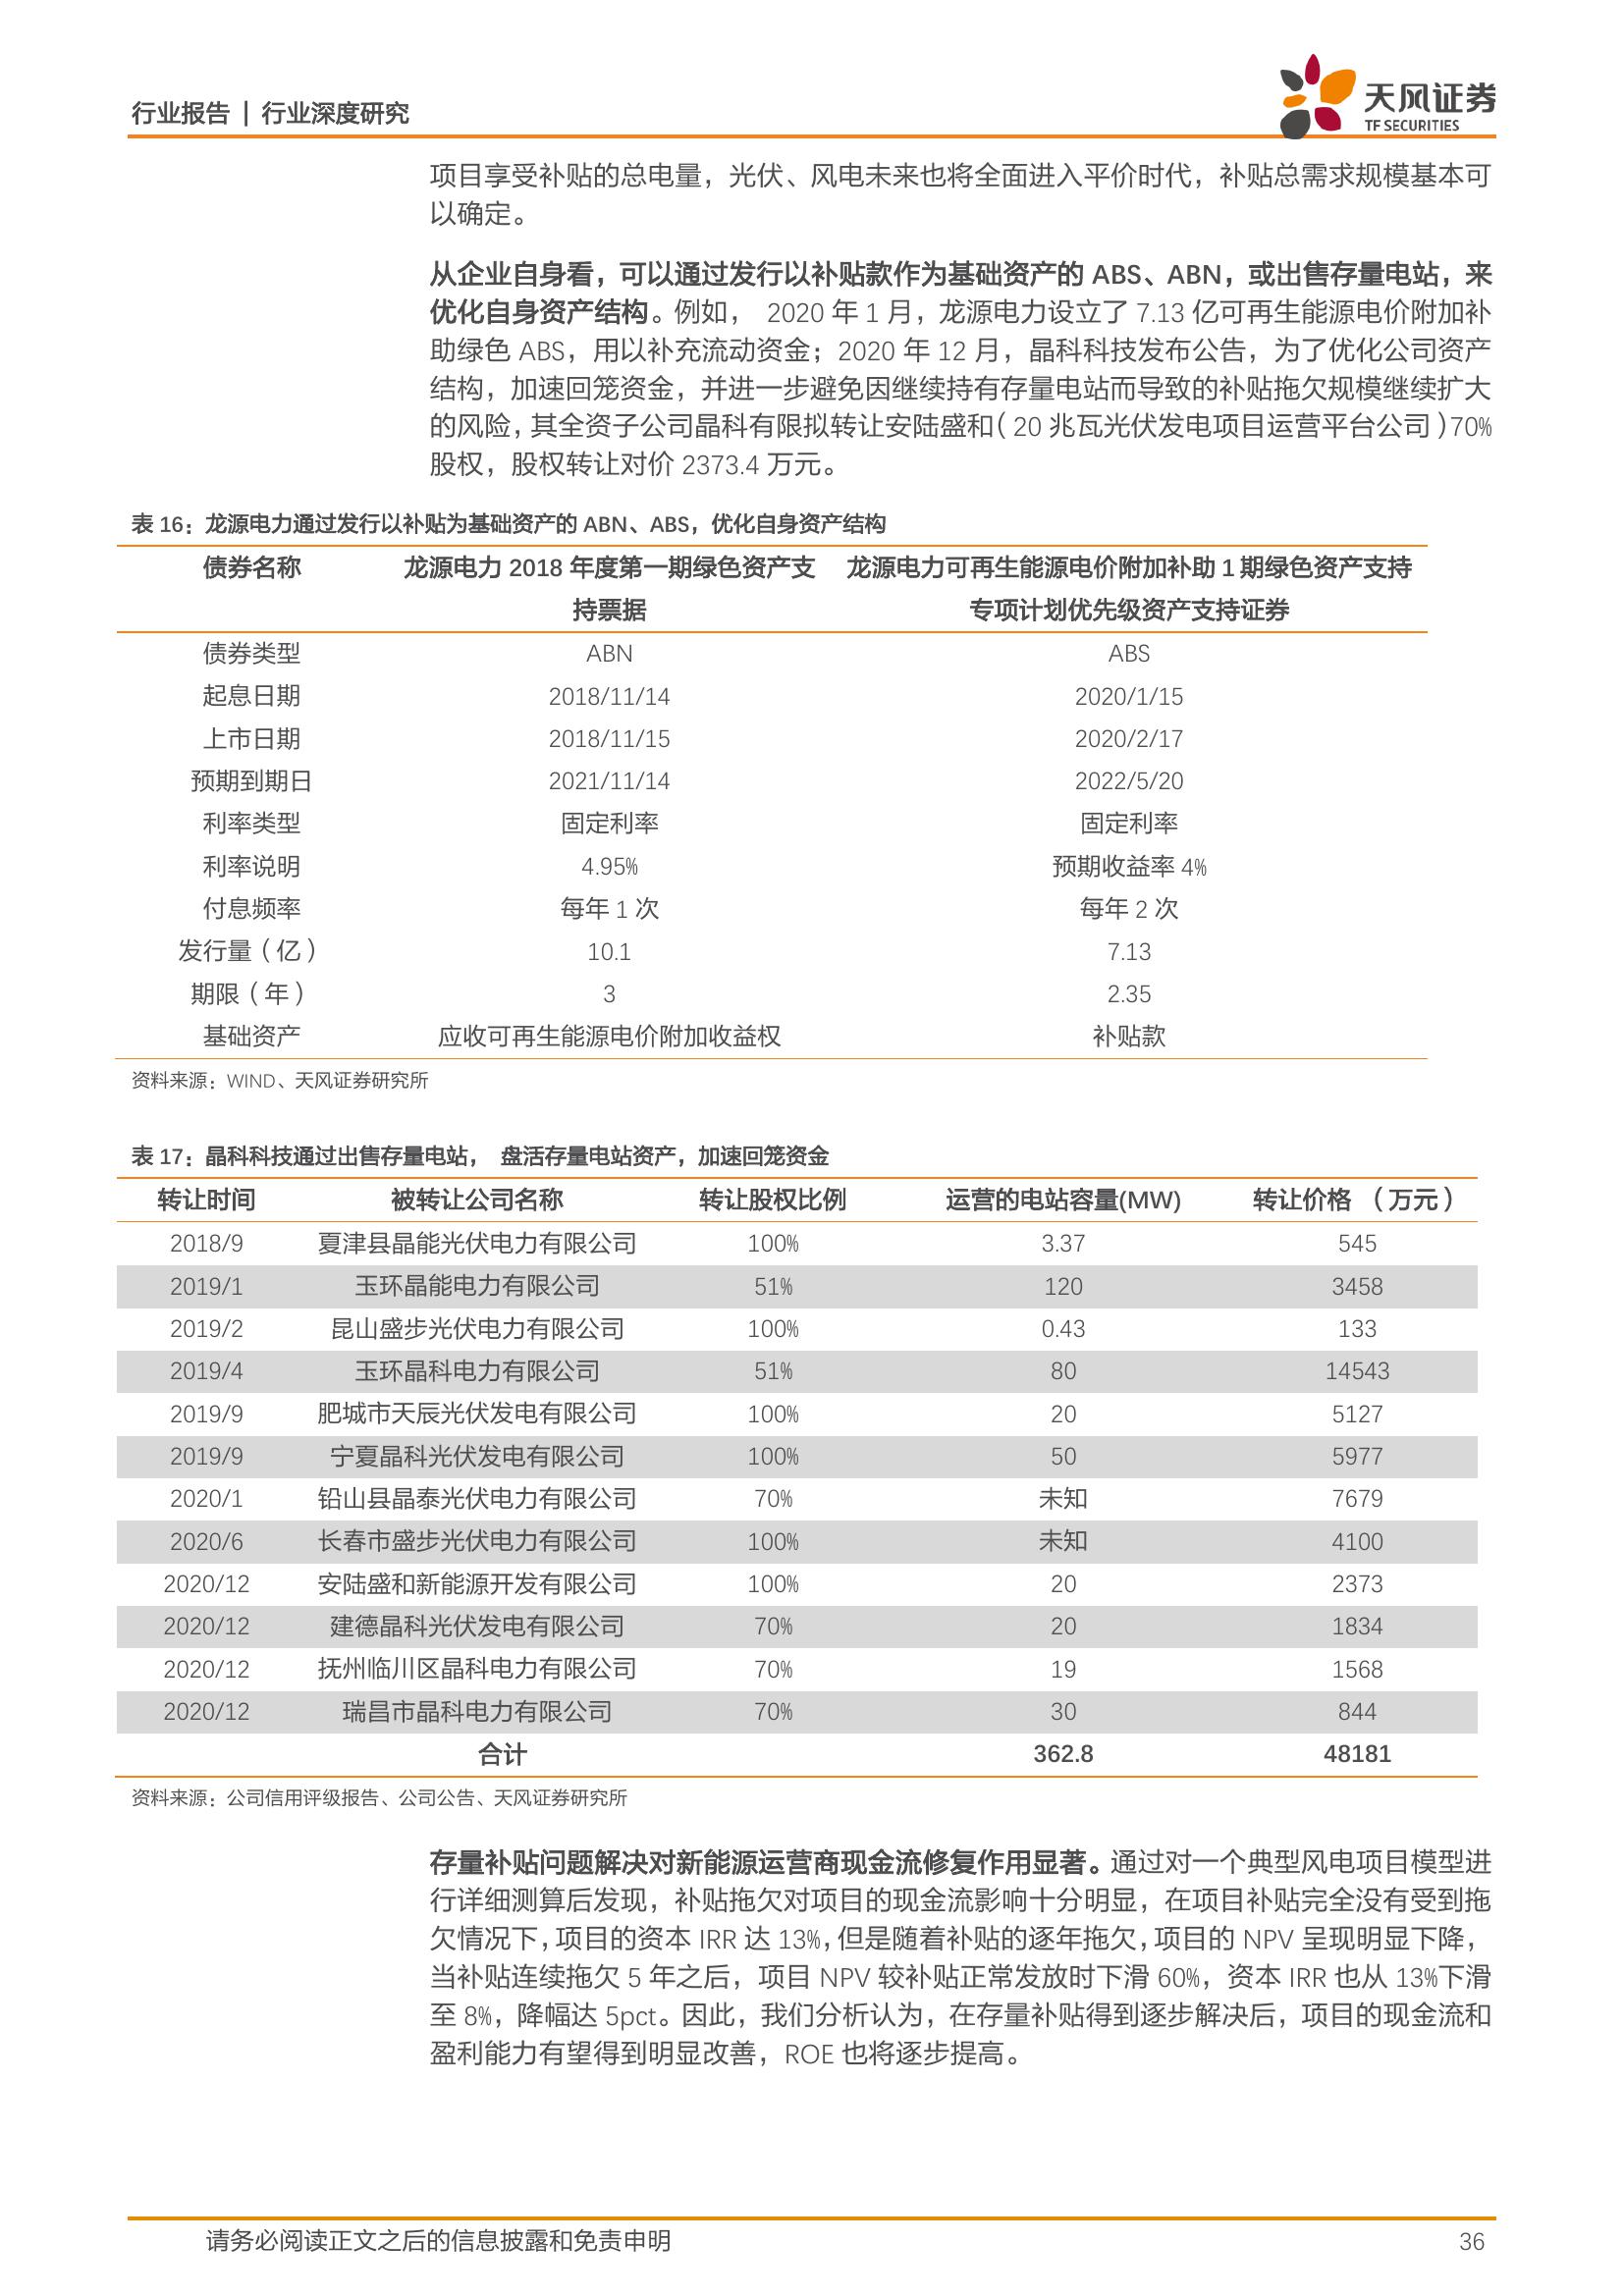 行业报告 | 行业深度研究
天风证券
TF SECURITIES
项目享受补贴的总电量，光伏、风电未来也将全面进入平价时代，补贴总需求规模基本可
以确定。
从企业自身看，可以通过发行以补贴款作为基础资产的 ABS、ABN，或出售存量电站，来
优化自身资产结构。例如， 2020 年 1 月，龙源电力设立了 7.13 亿可再生能源电价附加补
助绿色 ABS，用以补充流动资金；2020 年 12 月，晶科科技发布公告，为了优化公司资产
结构，加速回笼资金，并进一步避免因继续持有存量电站而导致的补贴拖欠规模继续扩大
的风险，其全资子公司晶科有限拟转让安陆盛和（20 兆瓦光伏发电项目运营平台公司）70%
股权，股权转让对价 2373.4 万元。
表 16：龙源电力通过发行以补贴为基础资产的 ABN、ABS，优化自身资产结构
债券名称 龙源电力 2018 年度第一期绿色资产支 龙源电力可再生能源电价附加补助 1 期绿色资产支持
持票据 专项计划优先级资产支持证券
债券类型 ABN ABS
起息日期 2018/11/14 2020/1/15
上市日期 2018/11/15 2020/2/17
预期到期日 2021/11/14 2022/5/20
利率类型 固定利率 固定利率
利率说明 4.95% 预期收益率 4%
付息频率 每年 1 次 每年 2 次
发行量（亿） 10.1 7.13
期限（年） 3 2.35
基础资产 应收可再生能源电价附加收益权 补贴款
资料来源：WIND、天风证券研究所
表 17：晶科科技通过出售存量电站， 盘活存量电站资产，加速回笼资金
转让时间 被转让公司名称 转让股权比例 运营的电站容量(MW) 转让价格 （万元）
2018/9 夏津县晶能光伏电力有限公司 100% 3.37 545
2019/1 玉环晶能电力有限公司 51% 120 3458
2019/2 昆山盛步光伏电力有限公司 100% 0.43 133
2019/4 玉环晶科电力有限公司 51% 80 14543
2019/9 肥城市天辰光伏发电有限公司 100% 20 5127
2019/9 宁夏晶科光伏发电有限公司 100% 50 5977
2020/1 铅山县晶泰光伏电力有限公司 70% 未知 7679
2020/6 长春市盛步光伏电力有限公司 100% 未知 4100
2020/12 安陆盛和新能源开发有限公司 100% 20 2373
2020/12 建德晶科光伏发电有限公司 70% 20 1834
2020/12 抚州临川区晶科电力有限公司 70% 19 1568
2020/12 瑞昌市晶科电力有限公司 70% 30 844
合计 362.8 48181
资料来源：公司信用评级报告、公司公告、天风证券研究所
存量补贴问题解决对新能源运营商现金流修复作用显著。通过对一个典型风电项目模型进
行详细测算后发现，补贴拖欠对项目的现金流影响十分明显，在项目补贴完全没有受到拖
欠情况下，项目的资本 IRR 达 13%，但是随着补贴的逐年拖欠，项目的 NPV 呈现明显下降，
当补贴连续拖欠 5 年之后，项目 NPV 较补贴正常发放时下滑 60%，资本 IRR 也从 13%下滑
至 8%，降幅达 5pct。因此，我们分析认为，在存量补贴得到逐步解决后，项目的现金流和
盈利能力有望得到明显改善，ROE 也将逐步提高。
请务必阅读正文之后的信息披露和免责申明 36